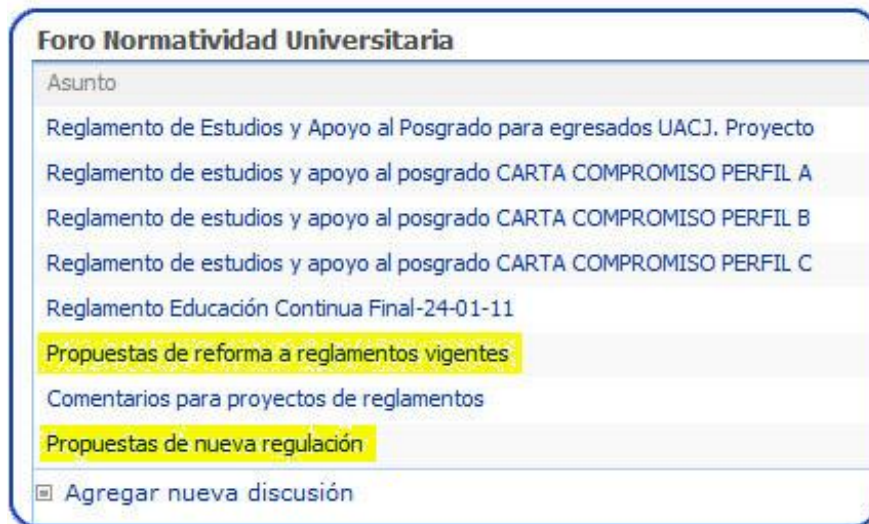 Foro Normatividad Universitaria
Asunto
Reglamento de Estudios y Apoyo al Posgrado para egresados UACJ. Proyecto
Reglamento de estudios y apoyo al posgrado CARTA COMPROMISO PERFIL A
Reglamento de estudios y apoyo al posgrado CARTA COMPROMISO PERFIL B
Reglamento de estudios y apoyo al posgrado CARTA COMPROMISO PERFIL C
Reglamento Educación Continua Final-24-01-11
Propuestas de reforma a reglamentos vigentes
Comentarios para proyectos de reglamentos
Propuestas de nueva regulación
Agregar nueva discusión